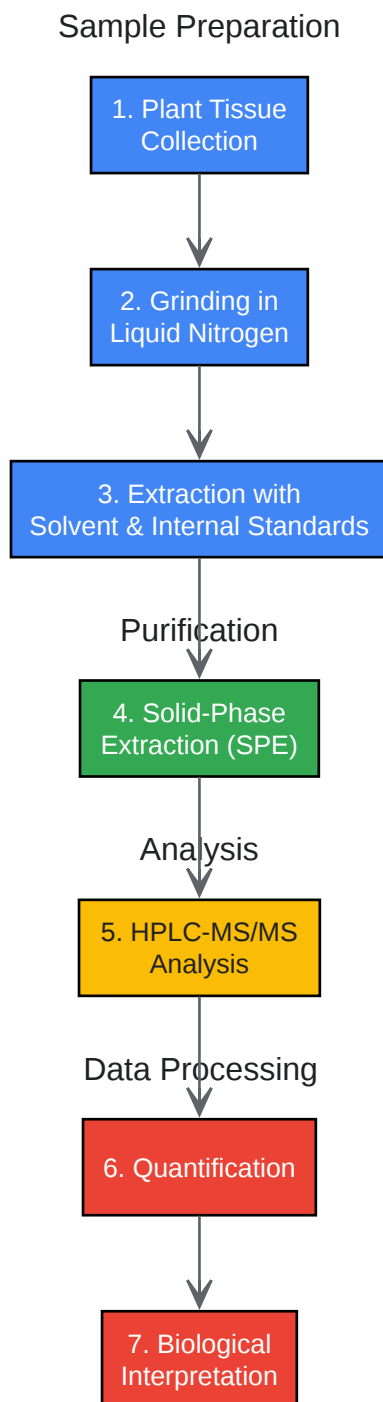 Sample Preparation
1. Plant Tissue
Collection
2. Grinding in
Liquid Nitrogen
3. Extraction with
Solvent & Internal Standards
Purification
4. Solid-Phase
Extraction (SPE)
Analysis
5. HPLC-MS/MS
Analysis
Data Processing
6. Quantification
7. Biological
Interpretation